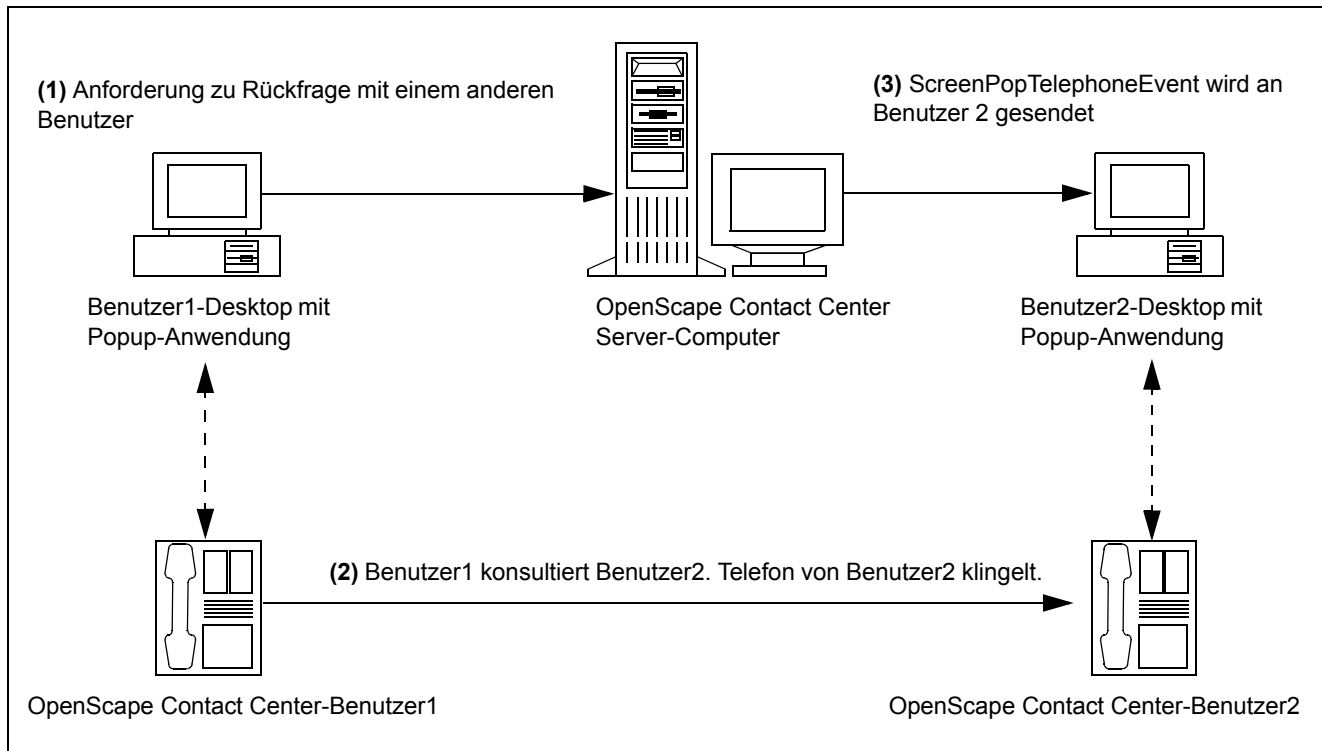 (1) Anforderung zu Rückfrage mit einem anderen
Benutzer
(3) ScreenPopTelephoneEvent wird an
Benutzer 2 gesendet
Benutzer1-Desktop mit
Popup-Anwendung
OpenScape Contact Center
Server-Computer
Benutzer2-Desktop mit
Popup-Anwendung
(2) Benutzer1 konsultiert Benutzer2. Telefon von Benutzer2 klingelt.
OpenScape Contact Center-Benutzer1
OpenScape Contact Center-Benutzer2